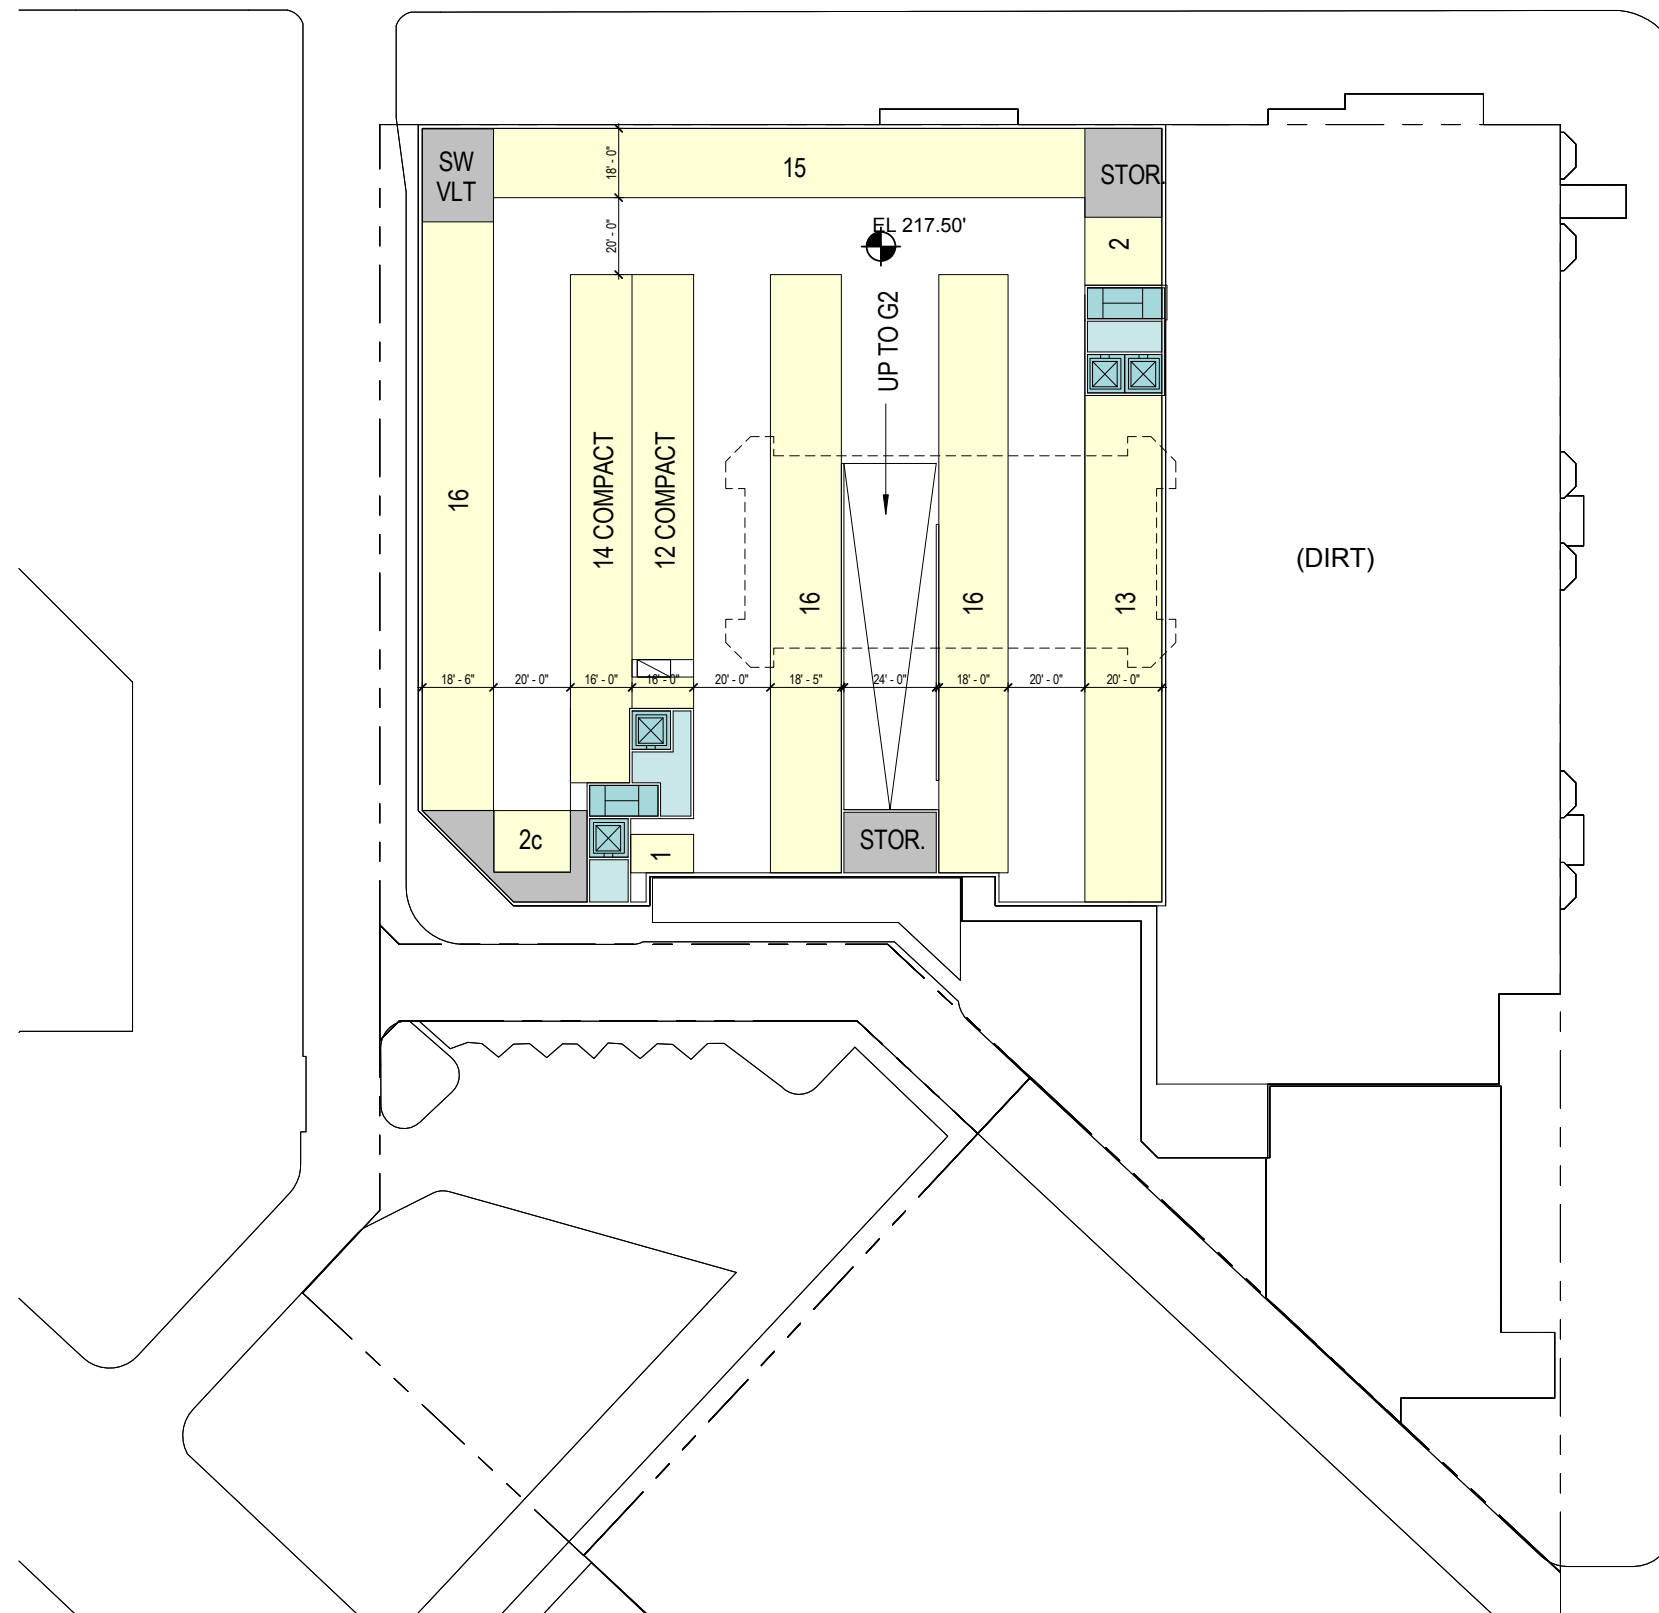 SW
VLT
18' - 0"
15
STOR.
20' - 0"
EL 217.50'
2
UP TO G2
16
14 COMPACT
12 COMPACT
16
16
13
(DIRT)
18' - 6"
20' - 0"
16' - 0"
16' - 0"
20' - 0"
18' - 5"
24' - 0"
18' - 0"
20' - 0"
20' - 0"
2c
1
STOR.